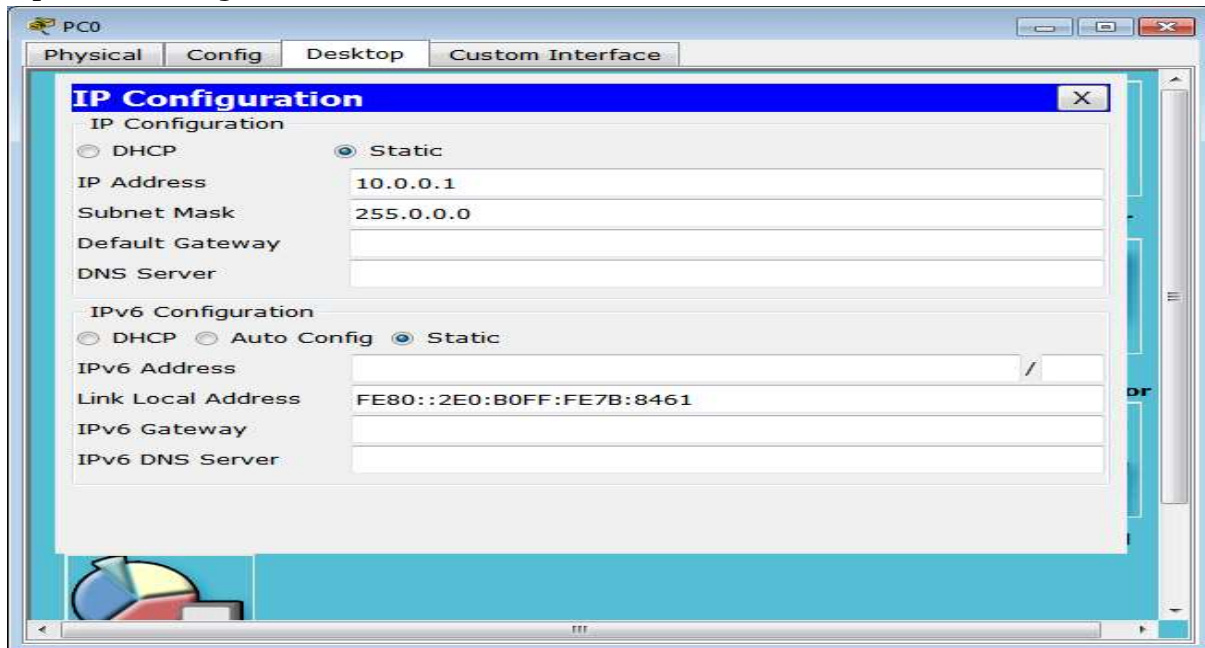 PC0
Physical Config Desktop Custom Interface
IP Configuration X
IP Configuration
DHCP Static
IP Address 10.0.0.1
Subnet Mask 255.0.0.0
Default Gateway
DNS Server
IPv6 Configuration
DHCP Auto Config Static
IPv6 Address /
Link Local Address FE80::2E0:B0FF:FE7B:8461
IPv6 Gateway
IPv6 DNS Server
or